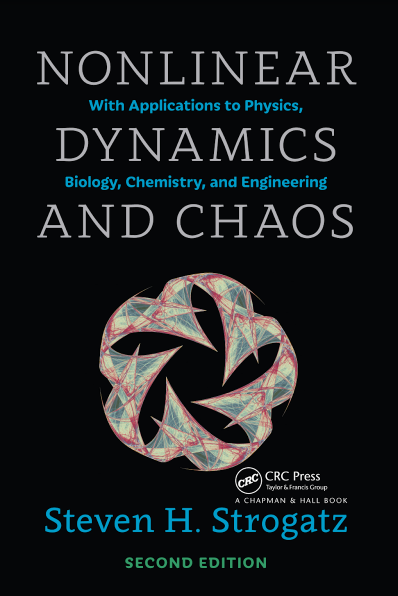 NONLINEAR
With Applications to Physics,
DYNAMICS
Biology, Chemistry, and Engineering
AND CHAOS
CRC CRC Press
Taylor & Francis Group
A CHAPMAN & HALL BOOK
Steven H. Strogatz
SECOND EDITION